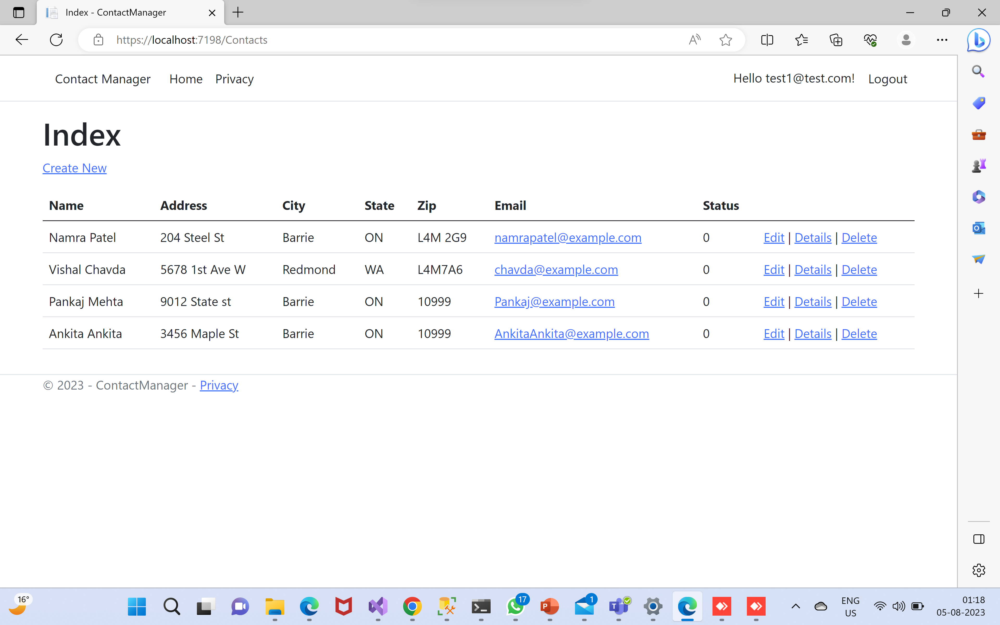 Index - ContactManager
https://localhost:7198/Contacts
Contact Manager Home Privacy Hello test1@test.com! Logout
Index
Create New
Name Address City State Zip Email Status
Namra Patel 204 Steel St Barrie ON L4M 2G9 namrapatel@example.com 0 Edit | Details | Delete
Vishal Chavda 5678 1st Ave W Redmond WA L4M7A6 chavda@example.com 0 Edit | Details | Delete
Pankaj Mehta 9012 State st Barrie ON 10999 Pankaj@example.com 0 Edit | Details | Delete
Ankita Ankita 3456 Maple St Barrie ON 10999 AnkitaAnkita@example.com 0 Edit | Details | Delete
© 2023 - ContactManager - Privacy
16° 17 1 ENG 01:18
US 05-08-2023